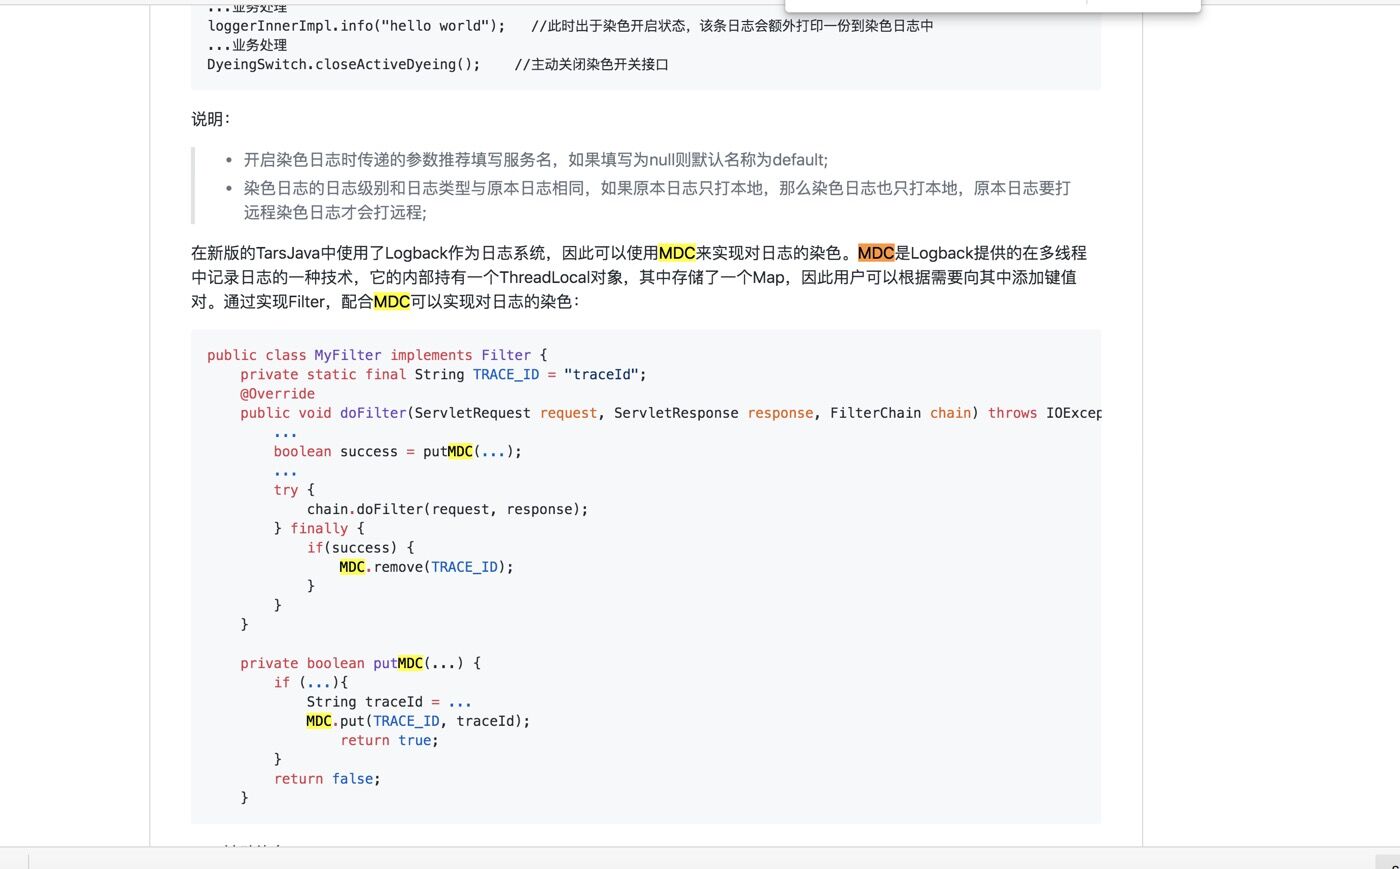 ...业务处理
loggerInnerImpl.info("hello world");   //此时出于染色开启状态，该条日志会额外打印一份到染色日志中
...业务处理
DyeingSwitch.closeActiveDyeing();    //主动关闭染色开关接口
说明：
• 开启染色日志时传递的参数推荐填写服务名，如果填写为null则默认名称为default;
• 染色日志的日志级别和日志类型与原本日志相同，如果原本日志只打本地，那么染色日志也只打本地，原本日志要打
远程染色日志才会打远程;
在新版的TarsJava中使用了Logback作为日志系统，因此可以使用MDC来实现对日志的染色。MDC是Logback提供的在多线程
中记录日志的一种技术，它的内部持有一个ThreadLocal对象，其中存储了一个Map，因此用户可以根据需要向其中添加键值
对。通过实现Filter，配合MDC可以实现对日志的染色：
public class MyFilter implements Filter {
    private static final String TRACE_ID = "traceId";
    @Override
    public void doFilter(ServletRequest request, ServletResponse response, FilterChain chain) throws IOExcep
        ...
        boolean success = putMDC(...);
        ...
        try {
            chain.doFilter(request, response);
        } finally {
            if(success) {
                MDC.remove(TRACE_ID);
            }
        }
    }
    private boolean putMDC(...) {
        if (...){
            String traceId = ...
            MDC.put(TRACE_ID, traceId);
                return true;
        }
        return false;
    }